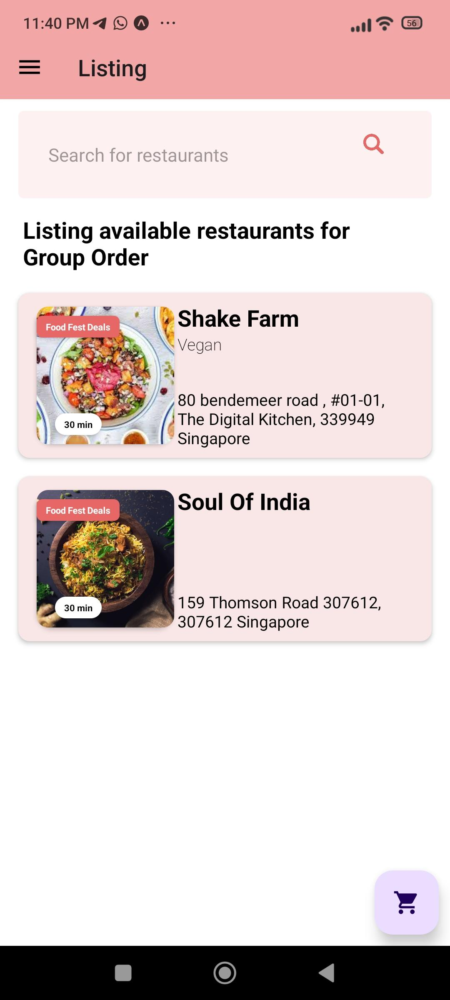 11:40 PM
56
Listing
Search for restaurants
Listing available restaurants for
Group Order
Food Fest Deals
30 min
Shake Farm
Vegan
80 bendemeer road , #01-01,
The Digital Kitchen, 339949
Singapore
Food Fest Deals
30 min
Soul Of India
159 Thomson Road 307612,
307612 Singapore